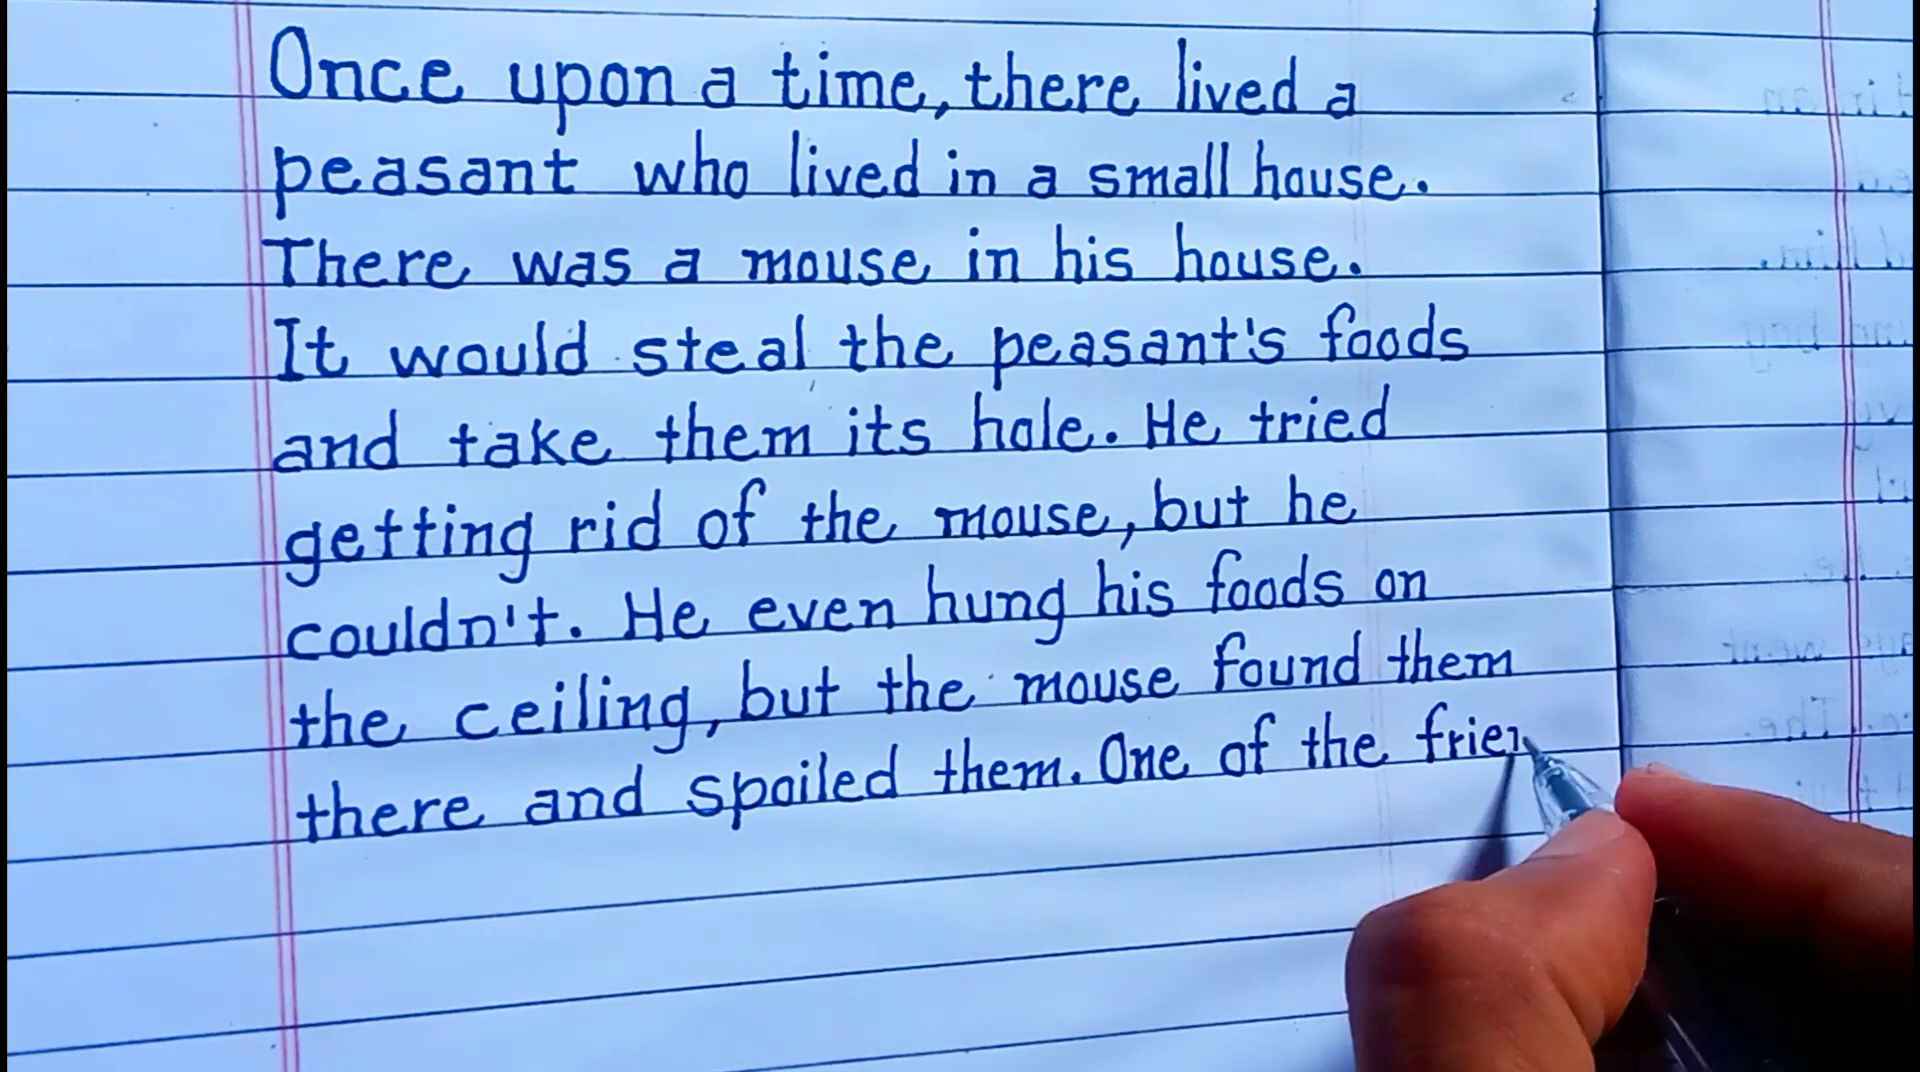 Once upon a time, there lived a
peasant who lived in a small house.
There was a mouse in his house.
It would steal the peasant's foods
and take them its hole. He tried
getting rid of the mouse, but he
couldn't. He even hung his foods on
the ceiling, but the mouse found them
there and spoiled them. One of the frien